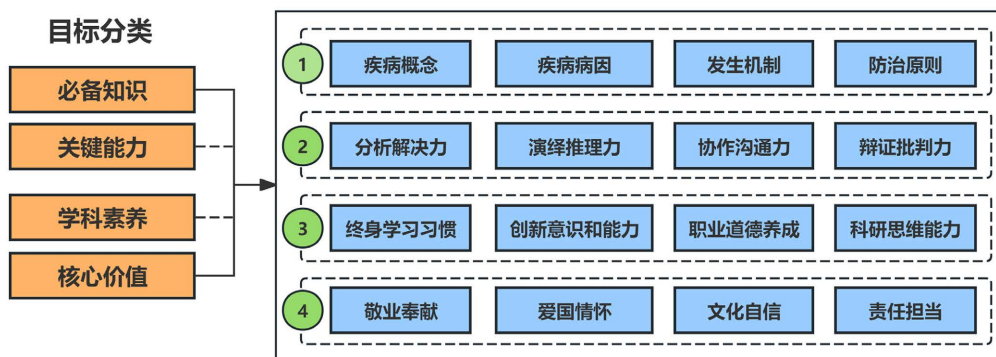 目标分类
必备知识
关键能力
学科素养
核心价值
1 疾病概念 疾病病因 发生机制 防治原则
2 分析解决力 演绎推理力 协作沟通力 辩证批判力
3 终身学习习惯 创新意识和能力 职业道德养成 科研思维能力
4 敬业奉献 爱国情怀 文化自信 责任担当